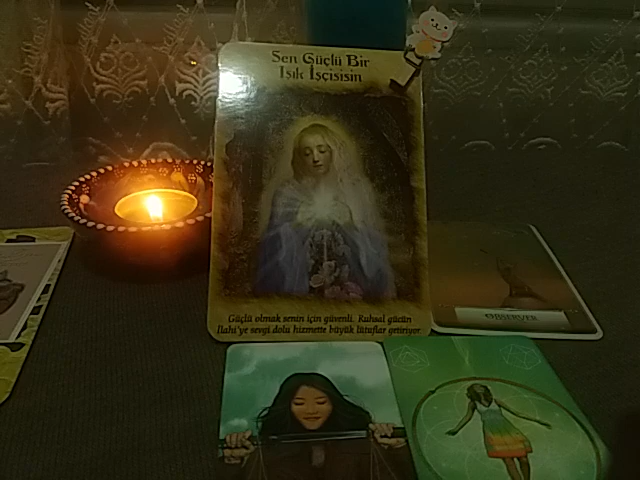 Sen Güçlü Bir
Işık İşçisisin
Güçlü olmak senin için güvenli. Ruhsal gücün
İlahi'ye sevgi dolu hizmette büyük lütuflar getiriyor.
OBSERVER